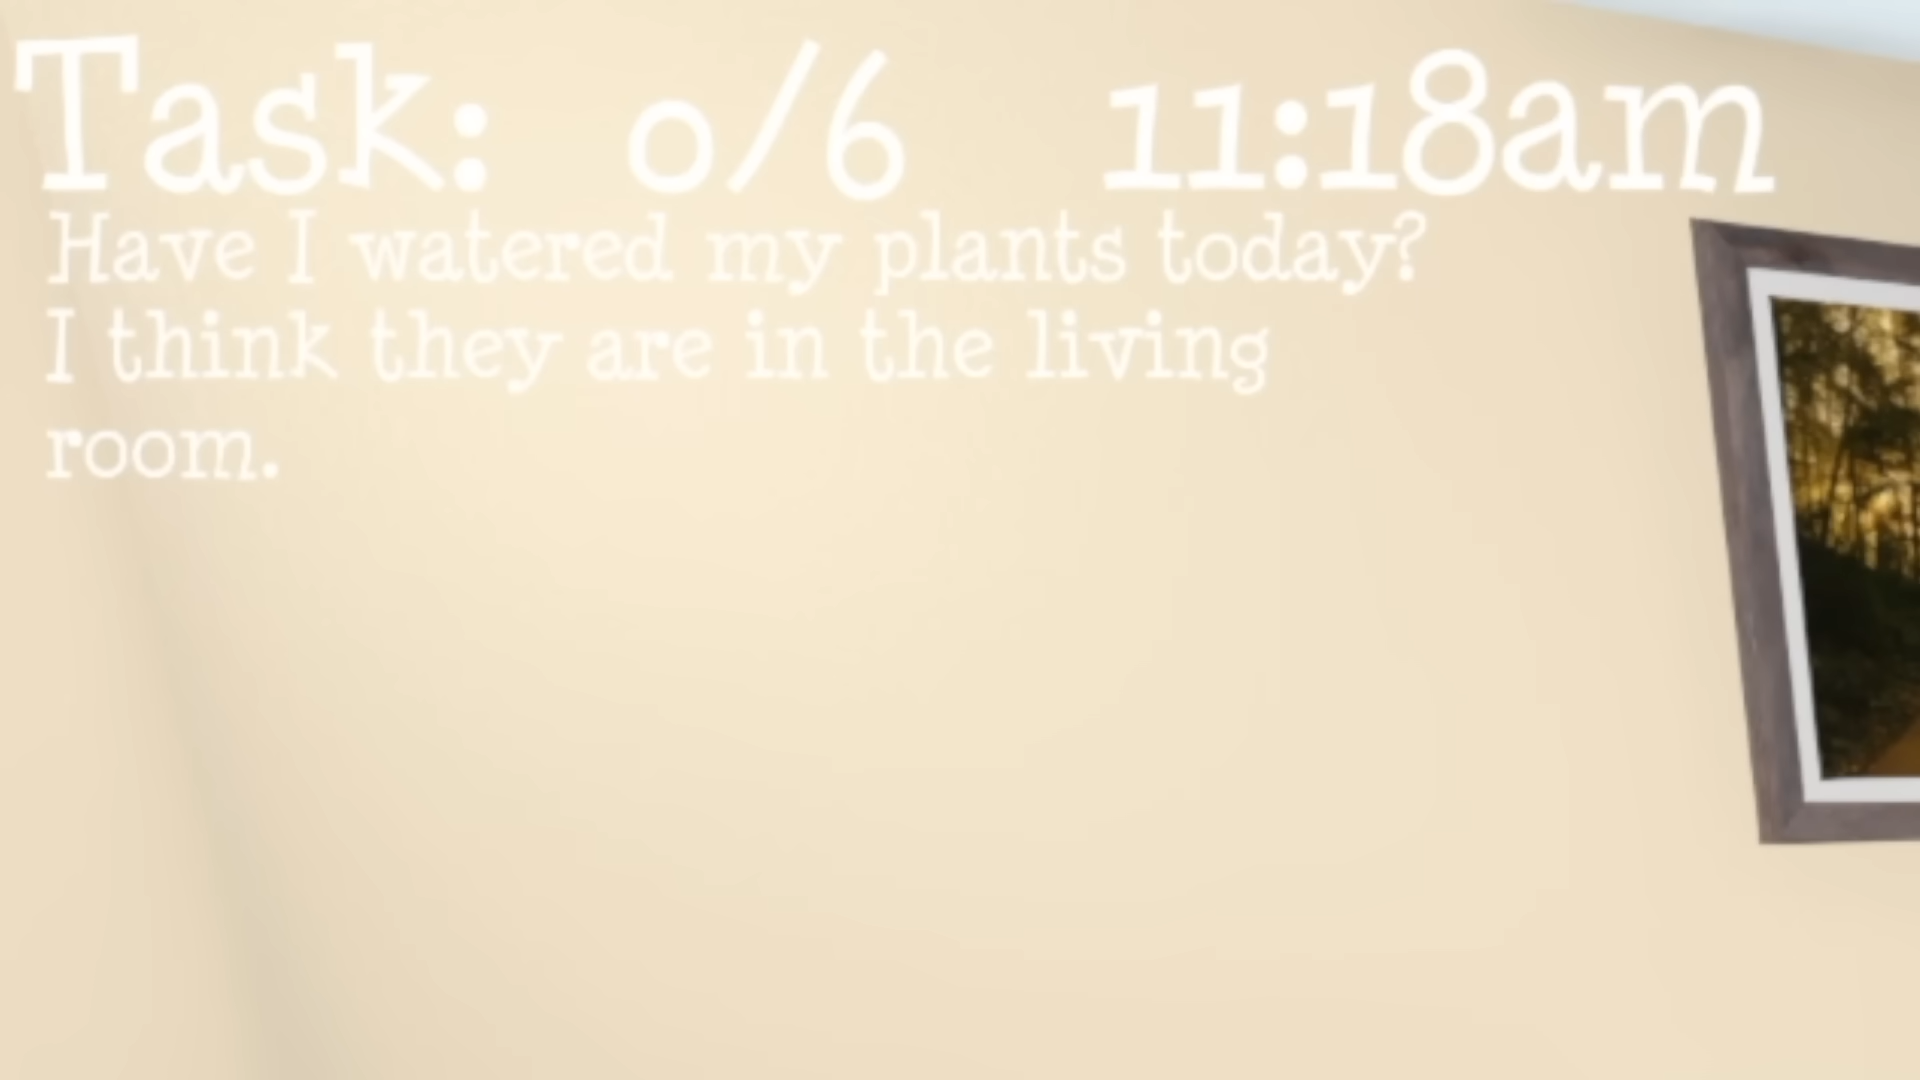 Task: 0/6 11:18am
Have I watered my plants today?
I think they are in the living
room.